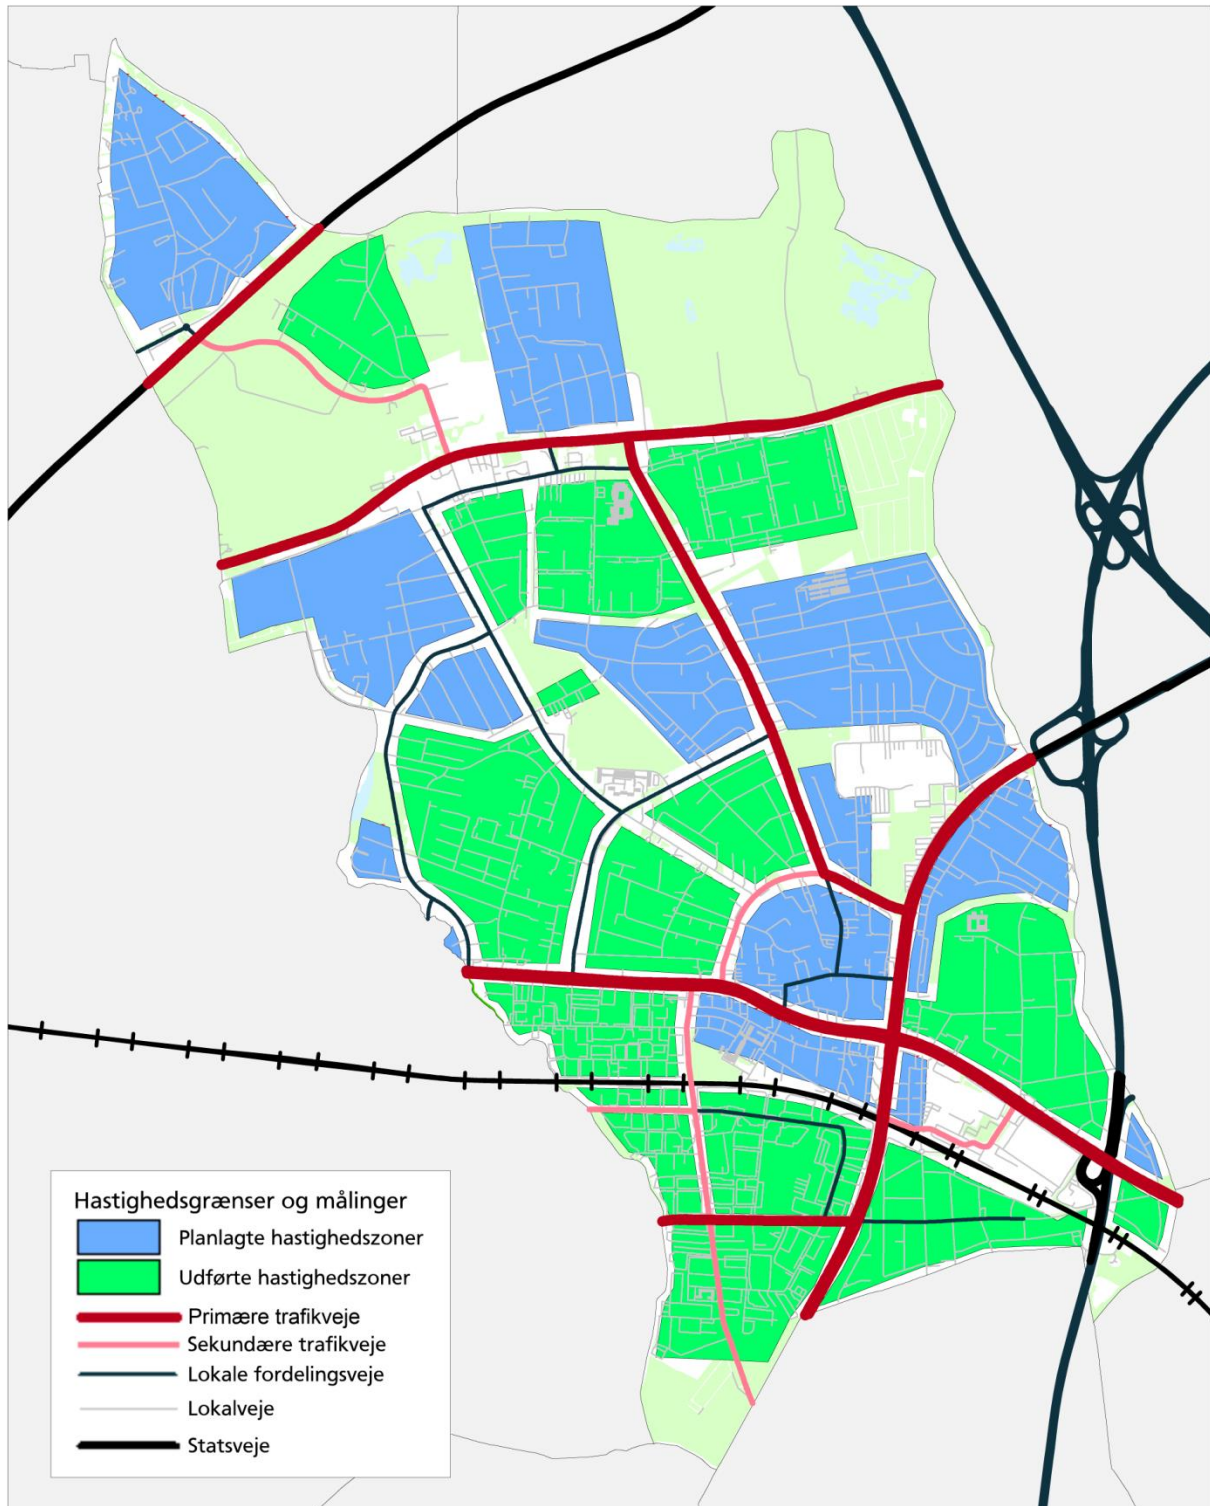 Hastighedsgrænser og målinger
Planlagte hastighedszoner
Udførte hastighedszoner
Primære trafikveje
Sekundære trafikveje
Lokale fordelingsveje
Lokalveje
Statsveje